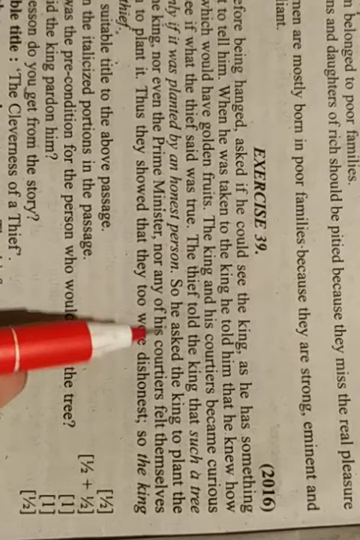 n belonged to poor families.
ns and daughters of rich should be pitied because they miss the real pleasure
men are mostly born in poor families because they are strong, eminent and
liant.
EXERCISE 39. (2016)
efore being hanged, asked if he could see the king, as he has something
t to tell him. When he was taken to the king he told him that he knew how
which would have golden fruits. The king and his courtiers became curious
ee if what the thief said was true. The thief told the king that such a tree
nly if it was planted by an honest person. So he asked the king to plant the
he king, nor even the Prime Minister, nor any of his courtiers felt themselves
to plant it. Thus they showed that they too were dishonest; so the king
thief.
suitable title to the above passage. [½]
n the italicized portions in the passage. [½ + ½]
was the pre-condition for the person who would the tree? [1]
id the king pardon him? [1]
esson do you get from the story? [½]
ble title : 'The Cleverness of a Thief'.